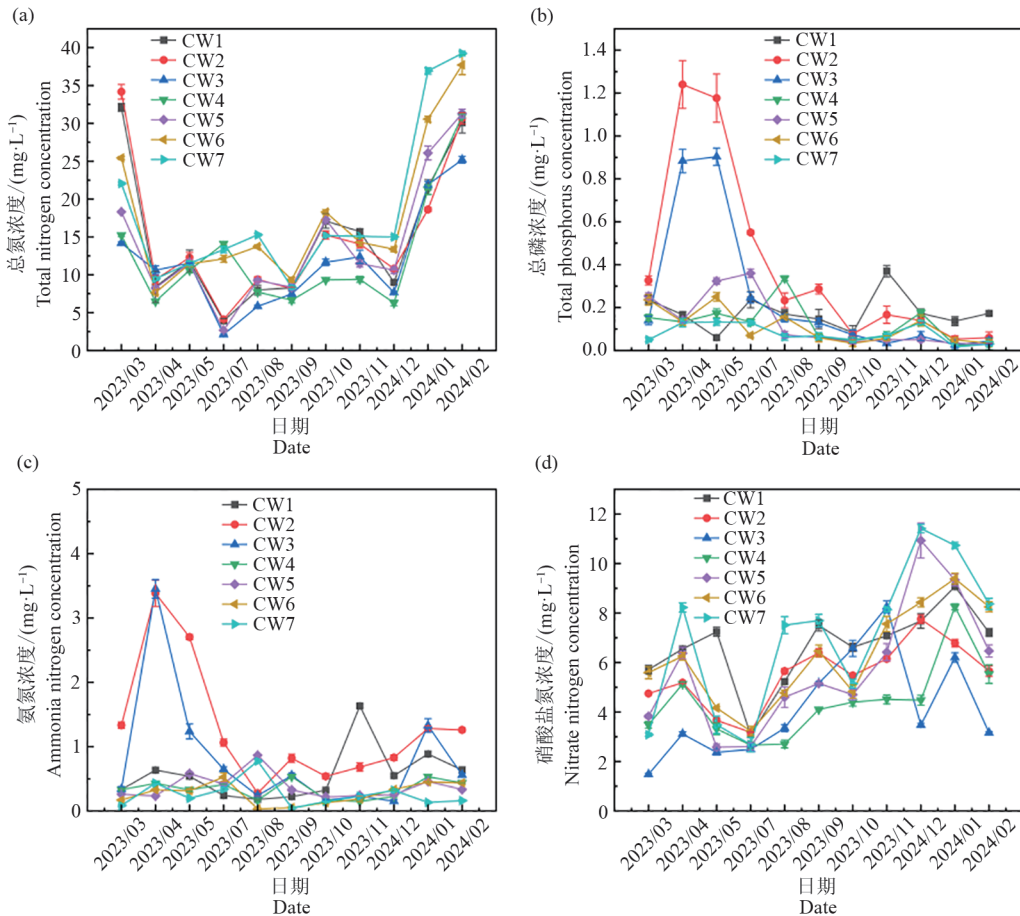 (a)
总氮浓度/(mg·L⁻¹)
Total nitrogen concentration
40
35
30
25
20
15
10
5
0
CW1
CW2
CW3
CW4
CW5
CW6
CW7
2023/03
2023/04
2023/05
2023/07
2023/08
2023/09
2023/10
2023/11
2024/12
2024/01
2024/02
日期
Date
(b)
总磷浓度/(mg·L⁻¹)
Total phosphorus concentration
1.4
1.2
1.0
0.8
0.6
0.4
0.2
0.0
CW1
CW2
CW3
CW4
CW5
CW6
CW7
2023/03
2023/04
2023/05
2023/07
2023/08
2023/09
2023/10
2023/11
2024/12
2024/01
2024/02
日期
Date
(c)
氨氮浓度/(mg·L⁻¹)
Ammonia nitrogen concentration
5
4
3
2
1
0
CW1
CW2
CW3
CW4
CW5
CW6
CW7
2023/03
2023/04
2023/05
2023/07
2023/08
2023/09
2023/10
2023/11
2024/12
2024/01
2024/02
日期
Date
(d)
硝酸盐氮浓度/(mg·L⁻¹)
Nitrate nitrogen concentration
12
10
8
6
4
2
0
CW1
CW2
CW3
CW4
CW5
CW6
CW7
2023/03
2023/04
2023/05
2023/07
2023/08
2023/09
2023/10
2023/11
2024/12
2024/01
2024/02
日期
Date